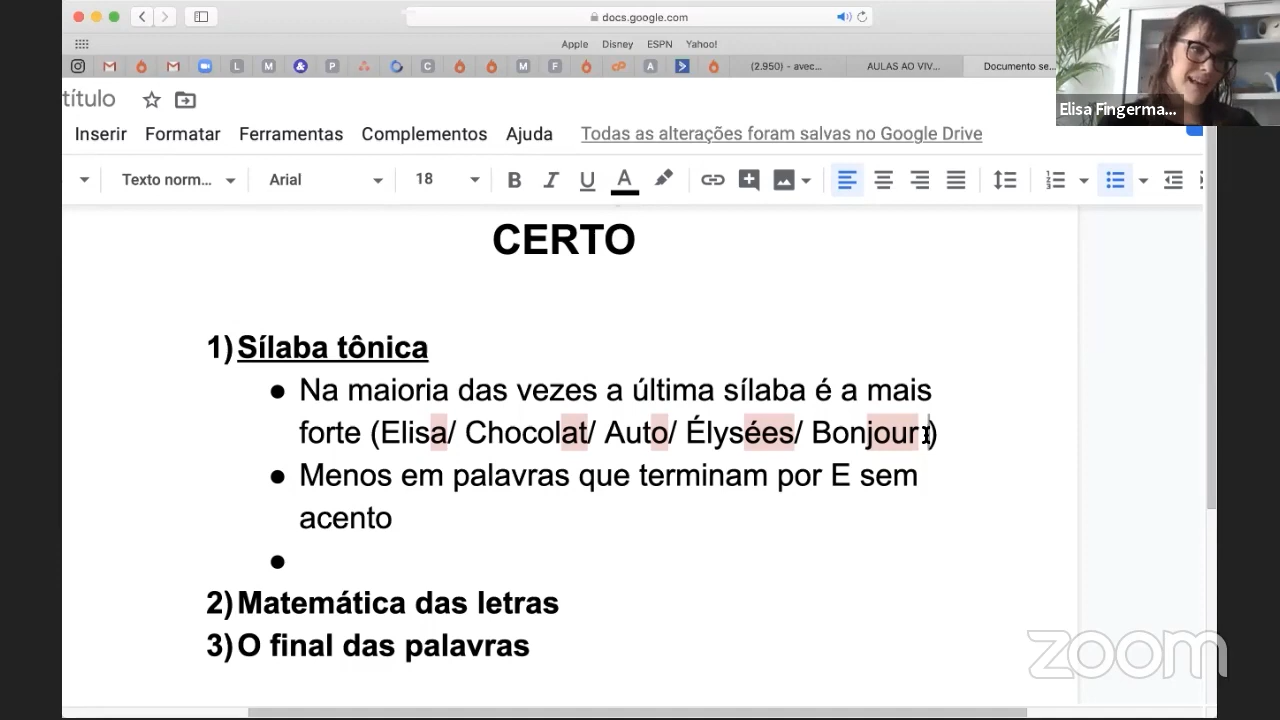 docs.google.com
Apple Disney ESPN Yahoo!
L M P C M F A (2.950) - avec... AULAS AO VIV... Documento se...
título
Elisa Fingerma...
Inserir Formatar Ferramentas Complementos Ajuda Todas as alterações foram salvas no Google Drive
Texto norm... Arial 18 B I U A
CERTO
1) Sílaba tônica
● Na maioria das vezes a última sílaba é a mais
forte (Elisa/ Chocolat/ Auto/ Élysées/ Bonjour )
● Menos em palavras que terminam por E sem
acento
●
2) Matemática das letras
3) O final das palavras
zoom